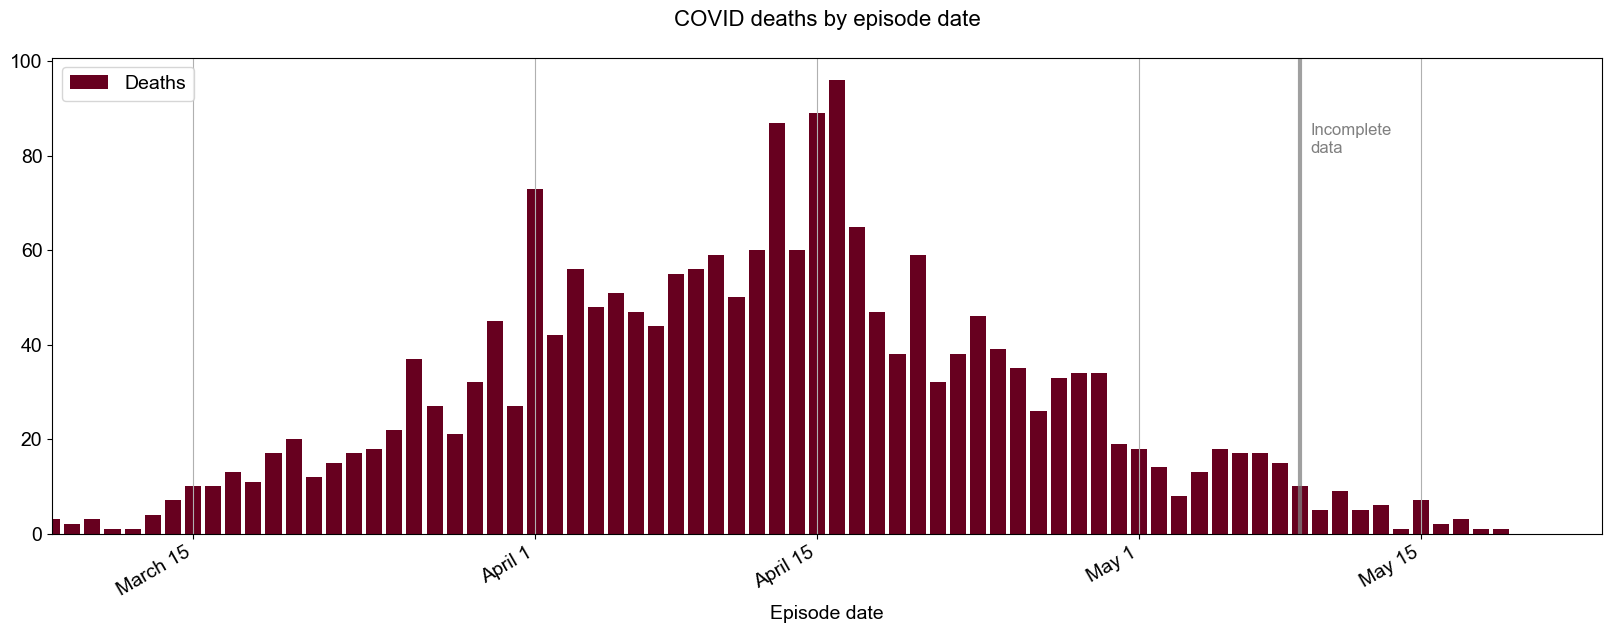 COVID deaths by episode date
100
80
60
40
20
0
Deaths
Incomplete
data
March 15
April 1
April 15
May 1
May 15
Episode date